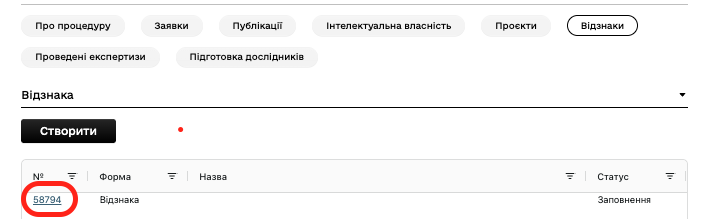 Про процедуру Заявки Публікації Інтелектуальна власність Проєкти Відзнаки
Проведені експертизи Підготовка дослідників
Відзнака
Створити
№ Форма Назва Статус
58794 Відзнака Заповнення